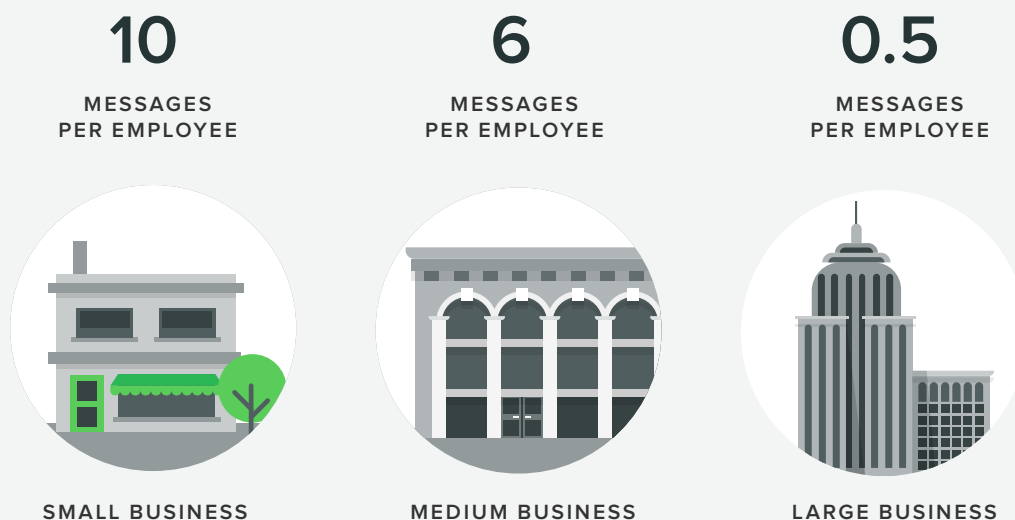 10
MESSAGES
PER EMPLOYEE
SMALL BUSINESS
6
MESSAGES
PER EMPLOYEE
MEDIUM BUSINESS
0.5
MESSAGES
PER EMPLOYEE
LARGE BUSINESS